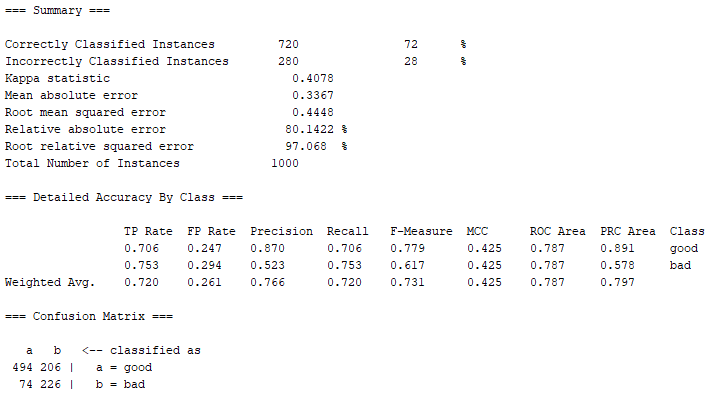 === Summary ===
Correctly Classified Instances 720 72 %
Incorrectly Classified Instances 280 28 %
Kappa statistic 0.4078
Mean absolute error 0.3367
Root mean squared error 0.4448
Relative absolute error 80.1422 %
Root relative squared error 97.068 %
Total Number of Instances 1000
=== Detailed Accuracy By Class ===
TP Rate FP Rate Precision Recall F-Measure MCC ROC Area PRC Area Class
0.706 0.247 0.870 0.706 0.779 0.425 0.787 0.891 good
0.753 0.294 0.523 0.753 0.617 0.425 0.787 0.578 bad
Weighted Avg. 0.720 0.261 0.766 0.720 0.731 0.425 0.787 0.797
=== Confusion Matrix ===
a b <-- classified as
494 206 | a = good
74 226 | b = bad